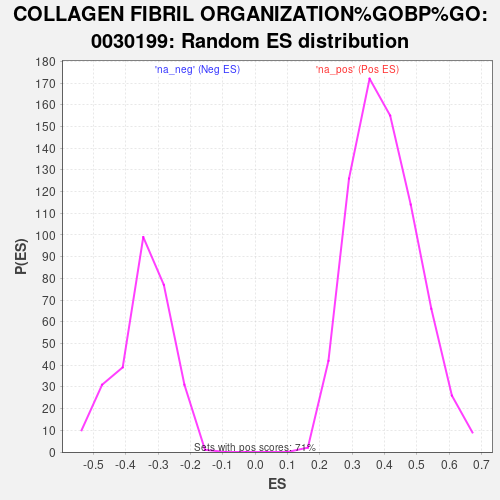 COLLAGEN FIBRIL ORGANIZATION%GOBP%GO:
0030199: Random ES distribution
'na_neg' (Neg ES)
'na_pos' (Pos ES)
180
170
160
150
140
130
120
110
100
90
80
70
60
50
40
30
20
10
0
P(ES)
Sets with pos scores: 71%
-0.5 -0.4 -0.3 -0.2 -0.1 0.0 0.1 0.2 0.3 0.4 0.5 0.6 0.7
ES